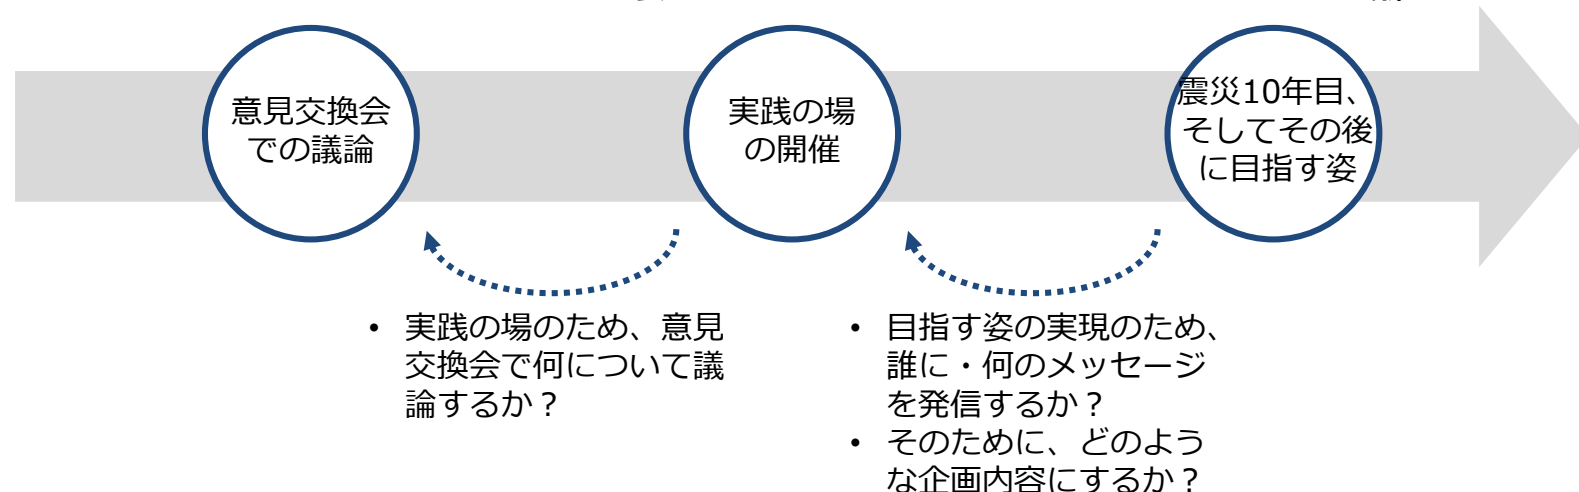 意見交換会
での議論
実践の場
の開催
震災10年目、
そしてその後
に目指す姿
• 実践の場のため、意見
交換会で何について議
論するか？
• 目指す姿の実現のため、
誰に・何のメッセージ
を発信するか？
• そのために、どのよう
な企画内容にするか？